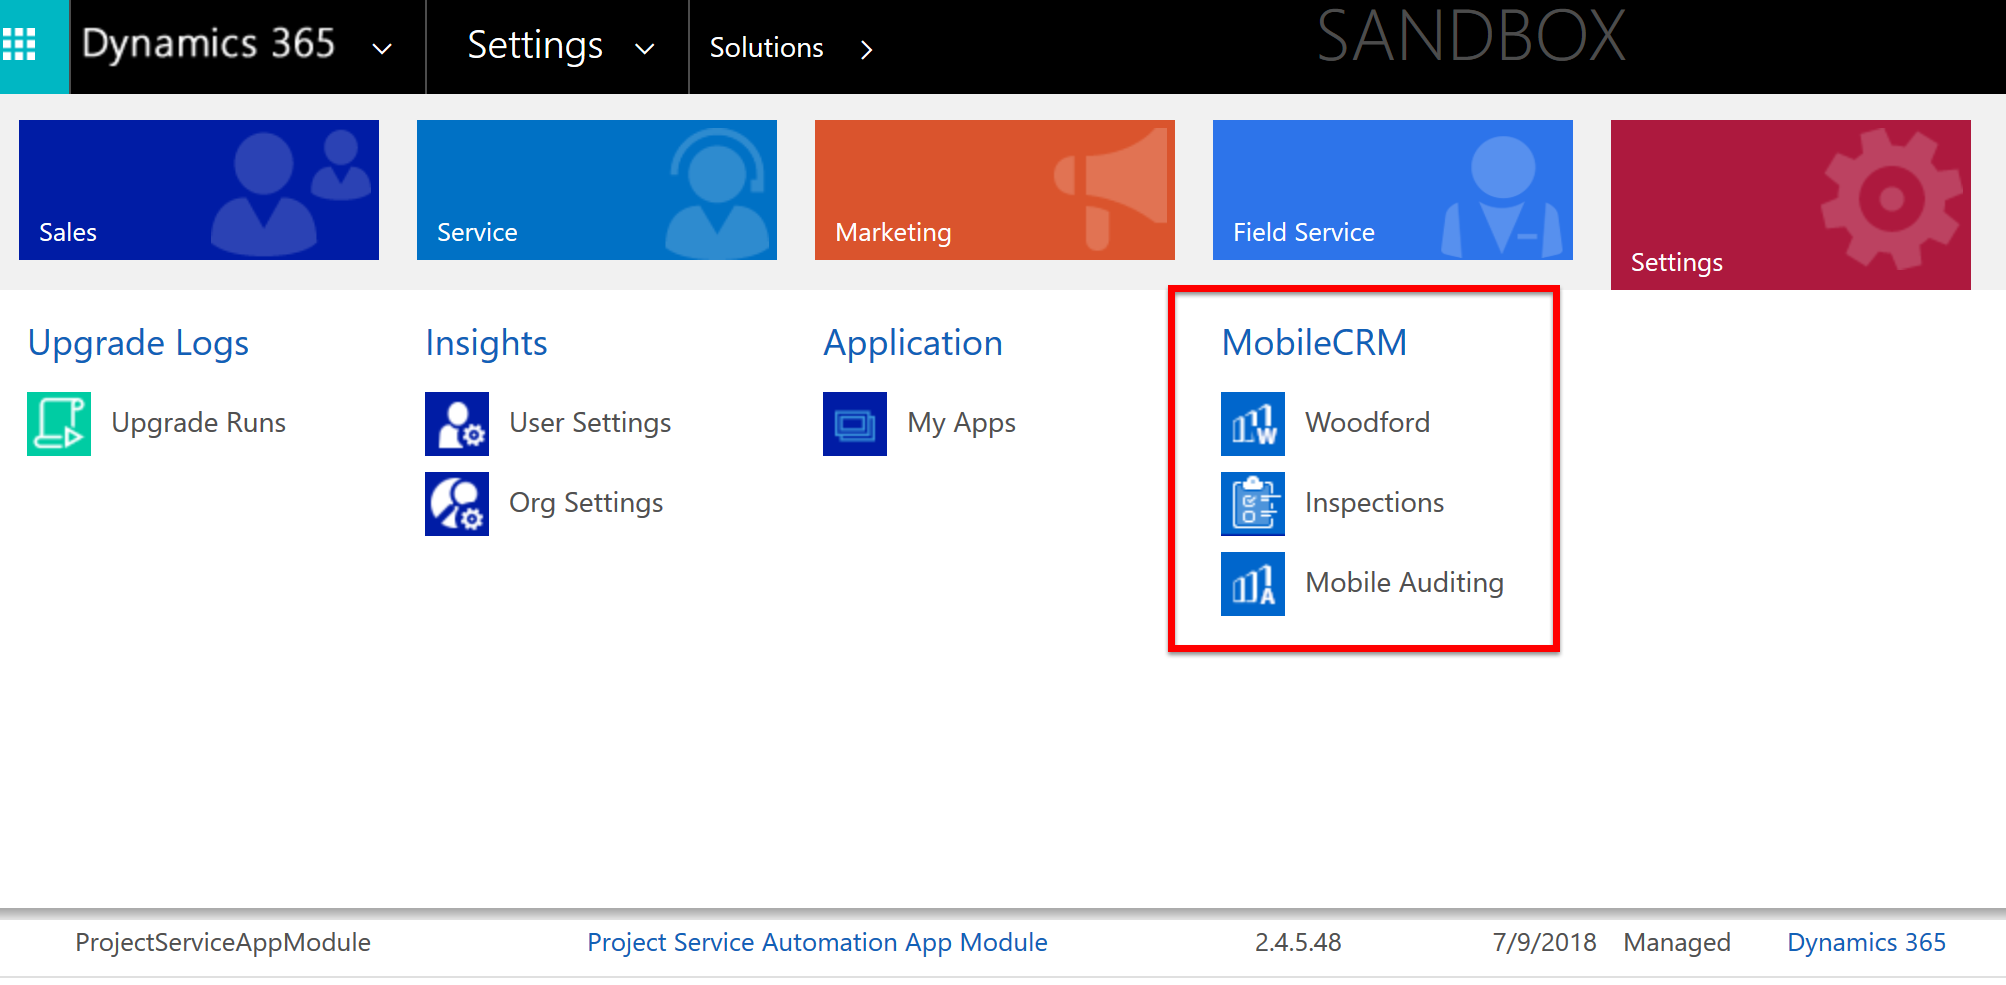 Dynamics 365 Settings Solutions SANDBOX
Sales Service Marketing Field Service Settings
Upgrade Logs
Upgrade Runs
Insights
User Settings
Org Settings
Application
My Apps
MobileCRM
W Woodford
Inspections
A Mobile Auditing
ProjectServiceAppModule Project Service Automation App Module 2.4.5.48 7/9/2018 Managed Dynamics 365